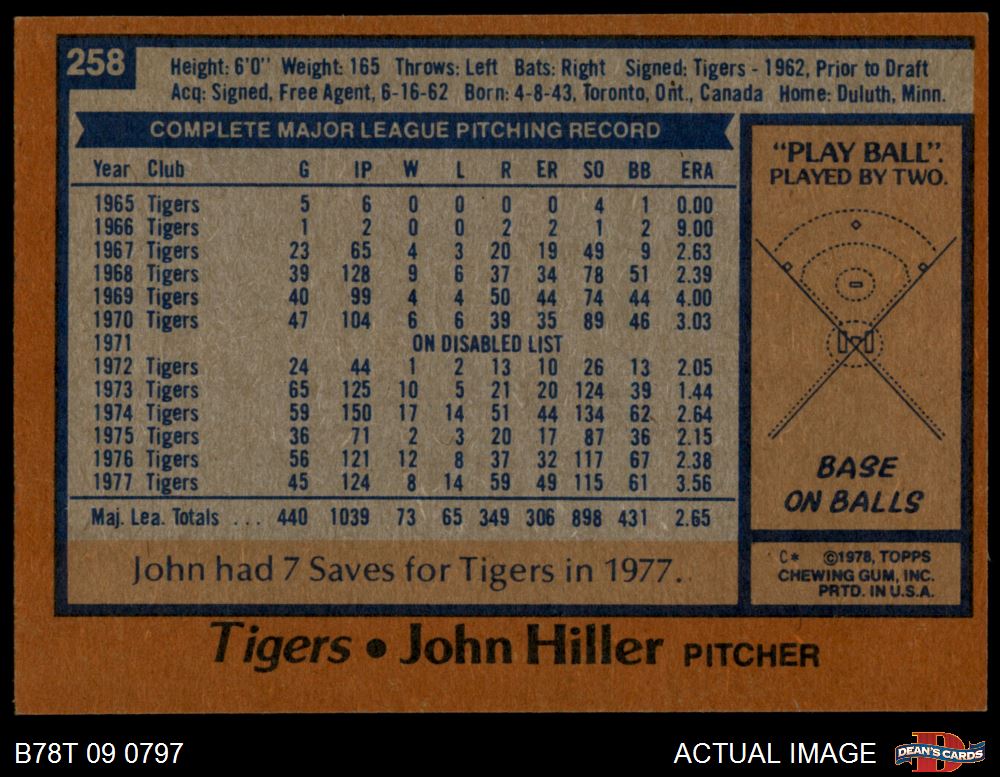 258
Height: 6'0" Weight: 165 Throws: Left Bats: Right Signed: Tigers - 1962, Prior to Draft
Acq: Signed, Free Agent, 6-16-62 Born: 4-8-43, Toronto, Ont., Canada Home: Duluth, Minn.
COMPLETE MAJOR LEAGUE PITCHING RECORD
Year Club G IP W L R ER SO BB ERA
1965 Tigers 5 6 0 0 0 0 4 1 0.00
1966 Tigers 1 2 0 0 2 2 1 2 9.00
1967 Tigers 23 65 4 3 20 19 49 9 2.63
1968 Tigers 39 128 9 6 37 34 78 51 2.39
1969 Tigers 40 99 4 4 50 44 74 44 4.00
1970 Tigers 47 104 6 6 39 35 89 46 3.03
1971 ON DISABLED LIST
1972 Tigers 24 44 1 2 13 10 26 13 2.05
1973 Tigers 65 125 10 5 21 20 124 39 1.44
1974 Tigers 59 150 17 14 51 44 134 62 2.64
1975 Tigers 36 71 2 3 20 17 87 36 2.15
1976 Tigers 56 121 12 8 37 32 117 67 2.38
1977 Tigers 45 124 8 14 59 49 115 61 3.56
Maj. Lea. Totals ... 440 1039 73 65 349 306 898 431 2.65
John had 7 Saves for Tigers in 1977.
"PLAY BALL".
PLAYED BY TWO.
BASE
ON BALLS
C* ©1978, TOPPS
CHEWING GUM, INC.
PRTD. IN U.S.A.
Tigers • John Hiller PITCHER
B78T 09 0797
ACTUAL IMAGE
D
DEAN'S CARDS